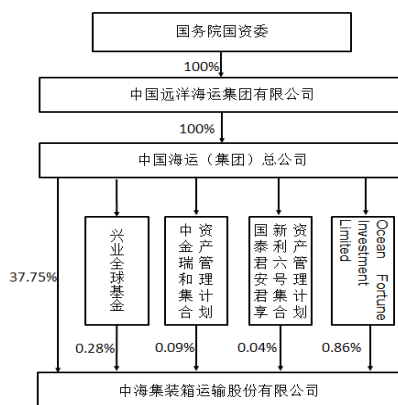 国务院国资委
100%
中国远洋海运集团有限公司
100%
中国海运（集团）总公司
37.75%
兴业全球基金
中金瑞和集合
资产管理计划
国泰君安君享
新利六号集合
资产管理计划
Ocean Fortune
Investment
Limited
0.28%
0.09%
0.04%
0.86%
中海集装箱运输股份有限公司